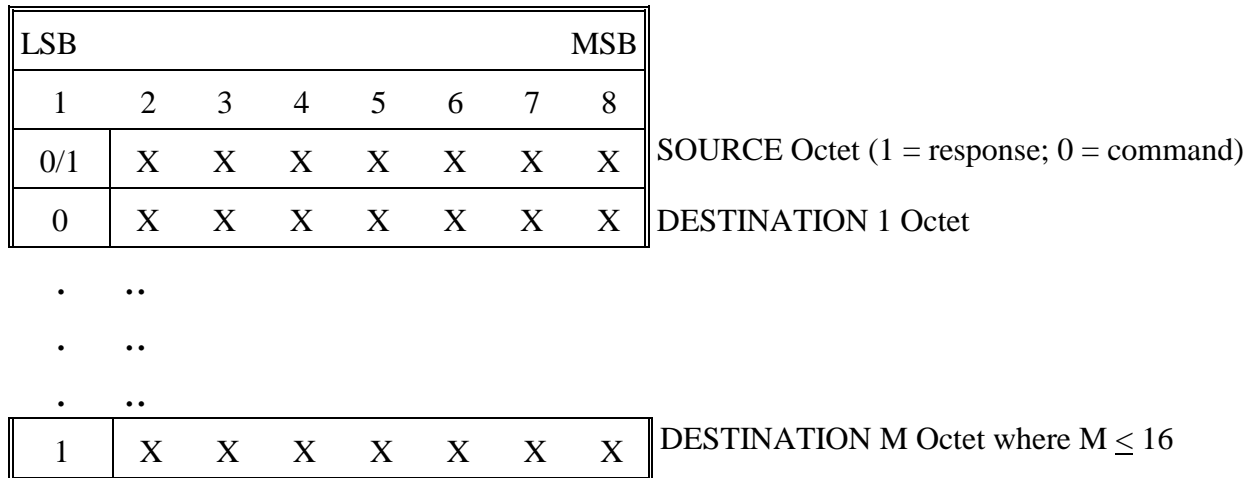 LSB MSB
1 2 3 4 5 6 7 8
0/1 X X X X X X X SOURCE Octet (1 = response; 0 = command)
0 X X X X X X X DESTINATION 1 Octet
. ..
. ..
. ..
1 X X X X X X X DESTINATION M Octet where M ≤ 16